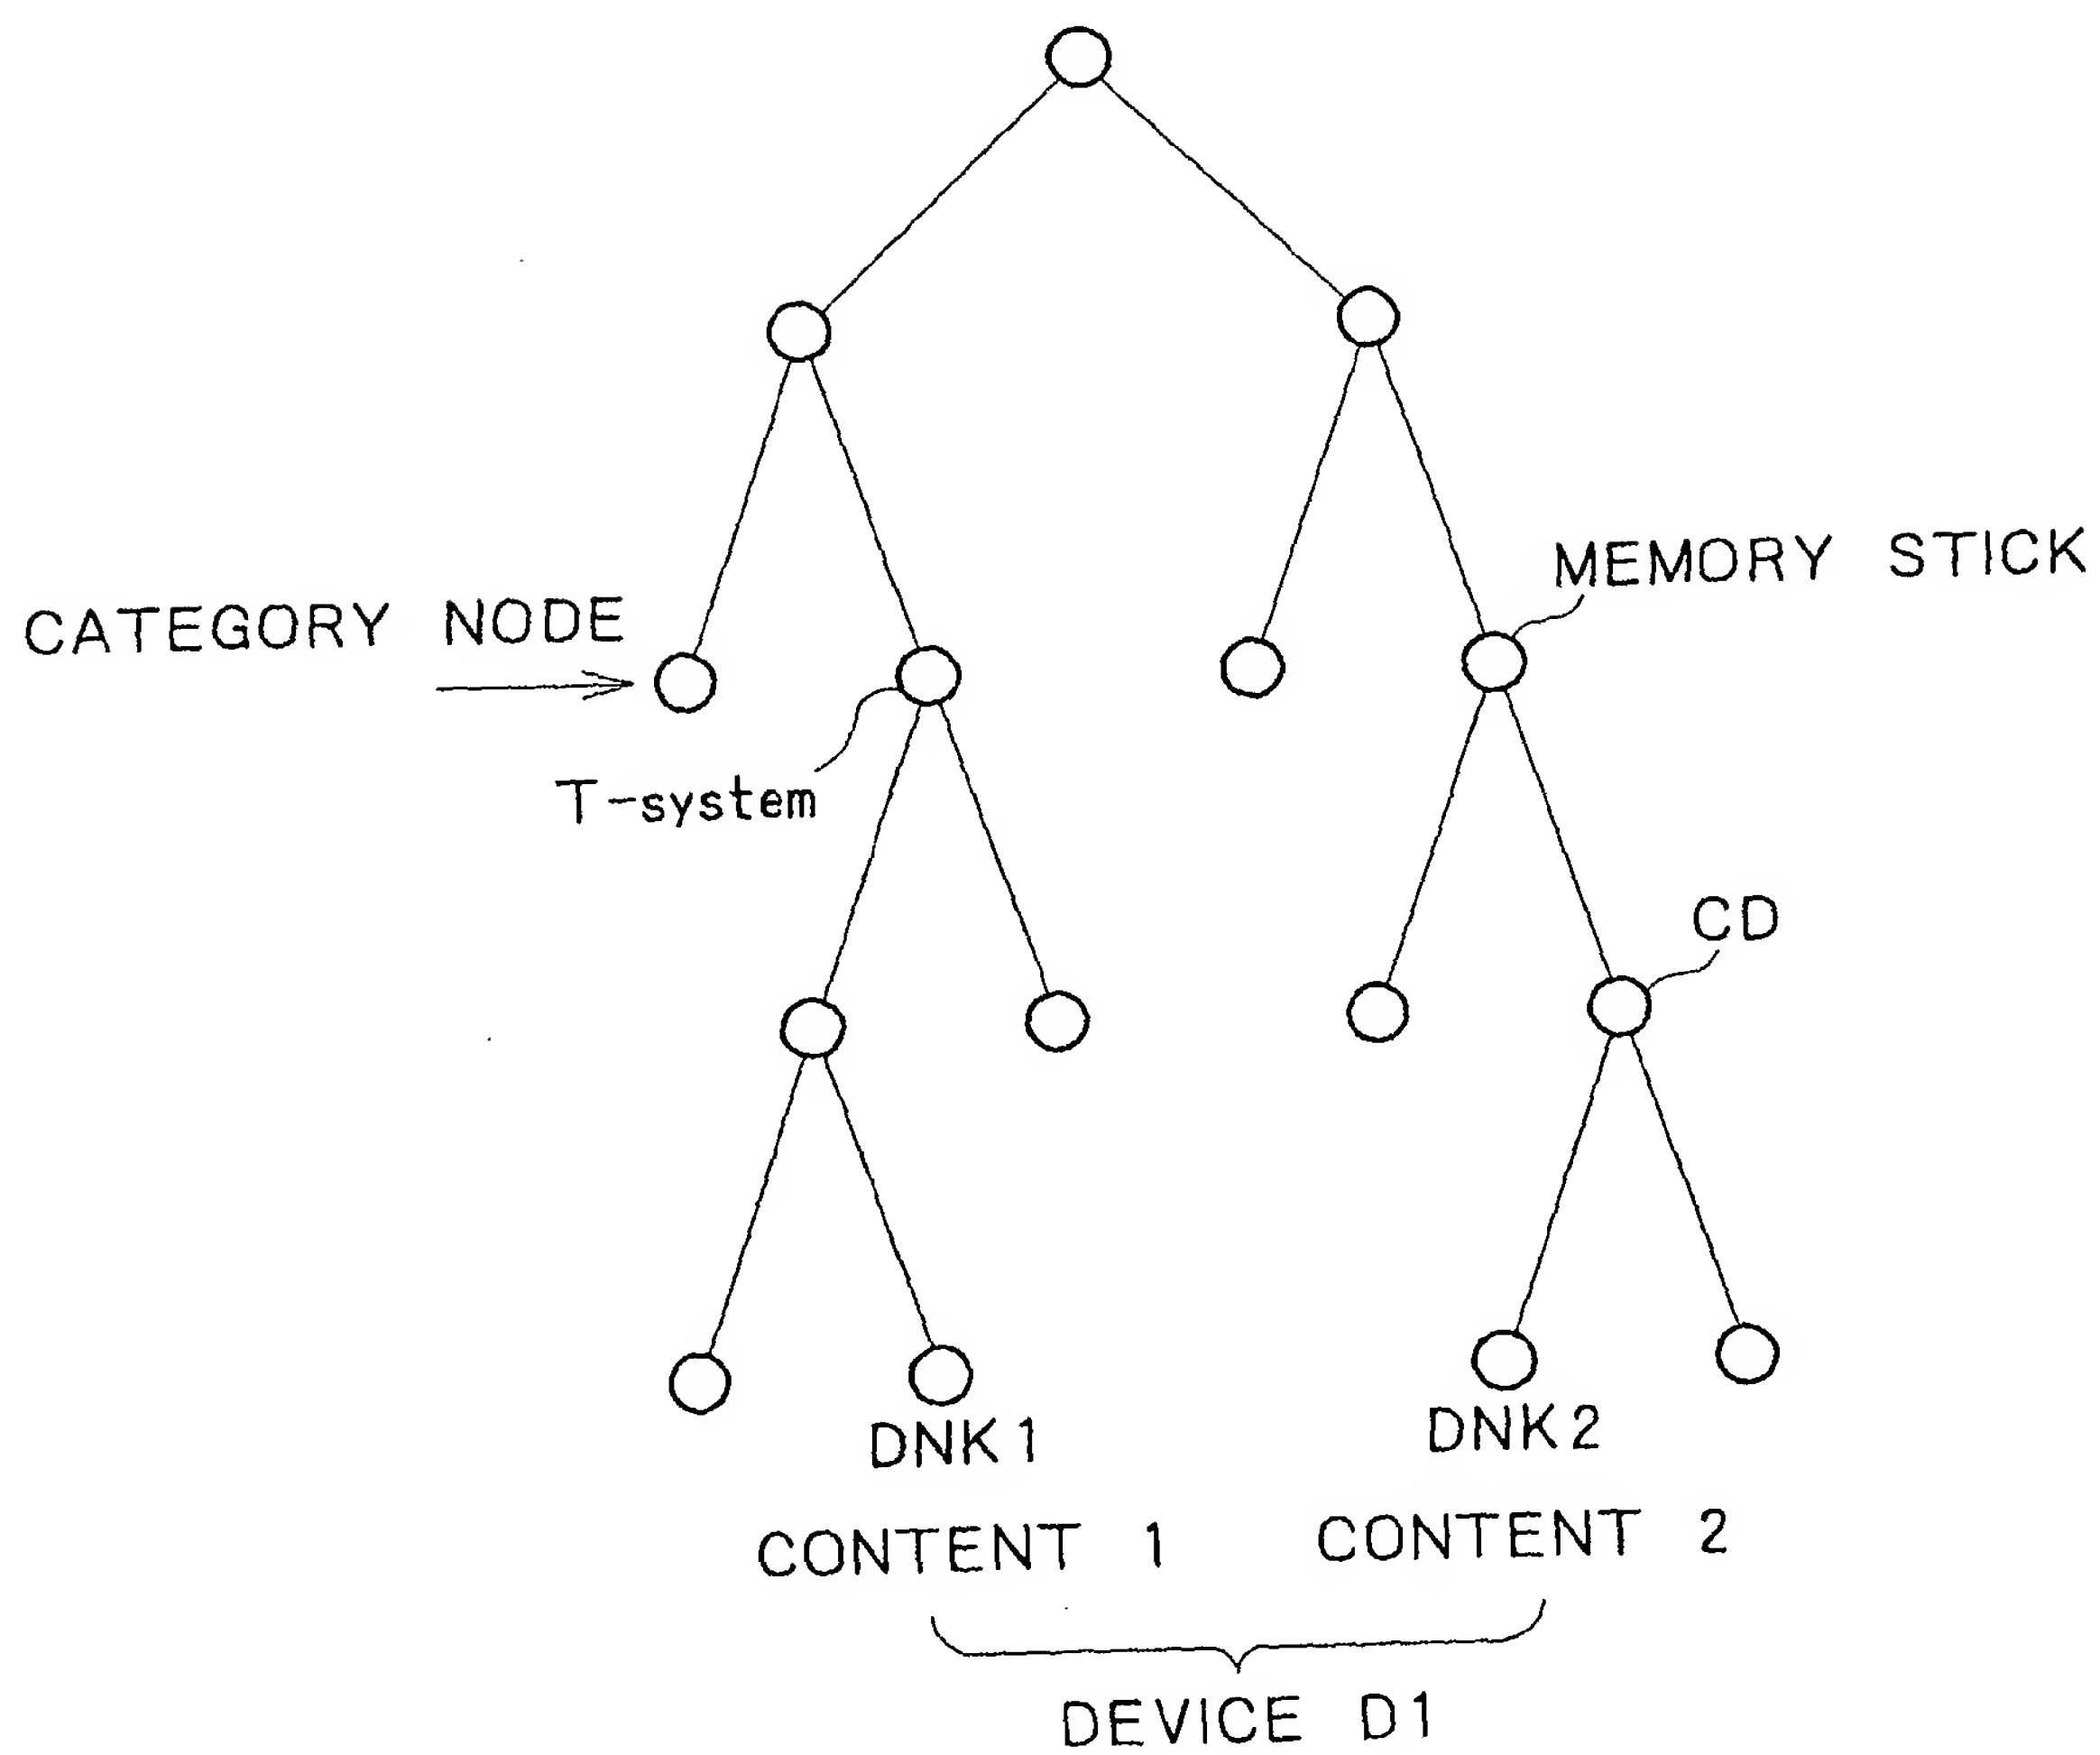 MEMORY STICK
CATEGORY NODE
T-system
CD
DNK1
DNK2
CONTENT 1
CONTENT 2
DEVICE D1